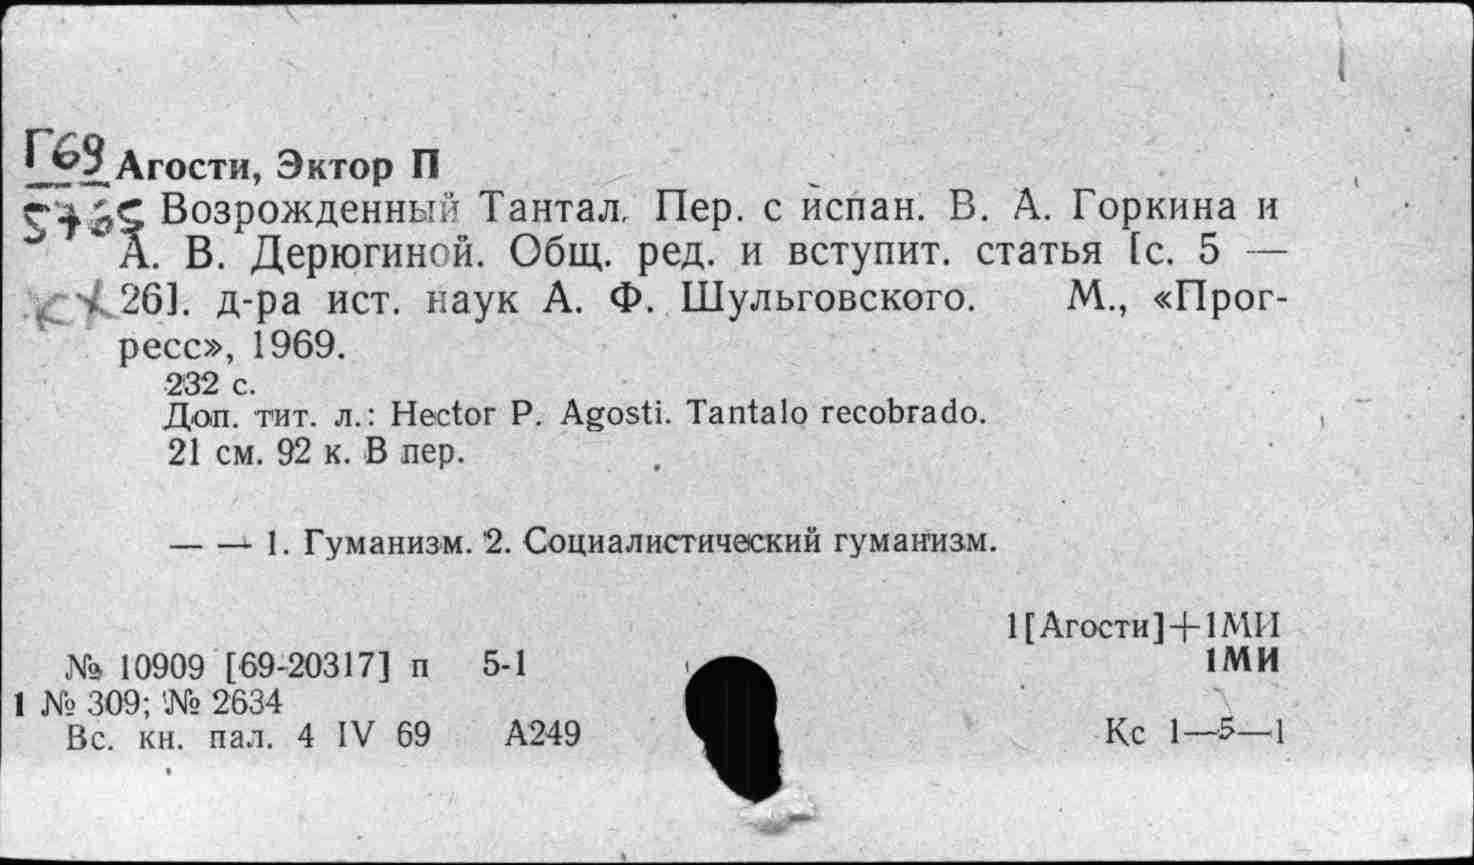 Г69 Агости, Эктор П
5765 Возрожденный Тантал. Пер. с испан. В. А. Горкина и
А. В. Дерюгиной. Общ. ред. и вступит. статья [с. 5 —
26]. д-ра ист. наук А. Ф. Шульговского. М., «Прог-
ресс», 1969.
232 с.
Доп. тит. л.: Hector P. Agosti. Tantalo recobrado.
21 см. 92 к. В пер.
— — 1. Гуманизм. 2. Социалистический гуманизм.
1[Агости]+1МИ
1МИ
№ 10909 [69-20317] п 5-1
1 № 309; № 2634
Вс. кн. пал. 4 IV 69 А249
Кс 1—5—1